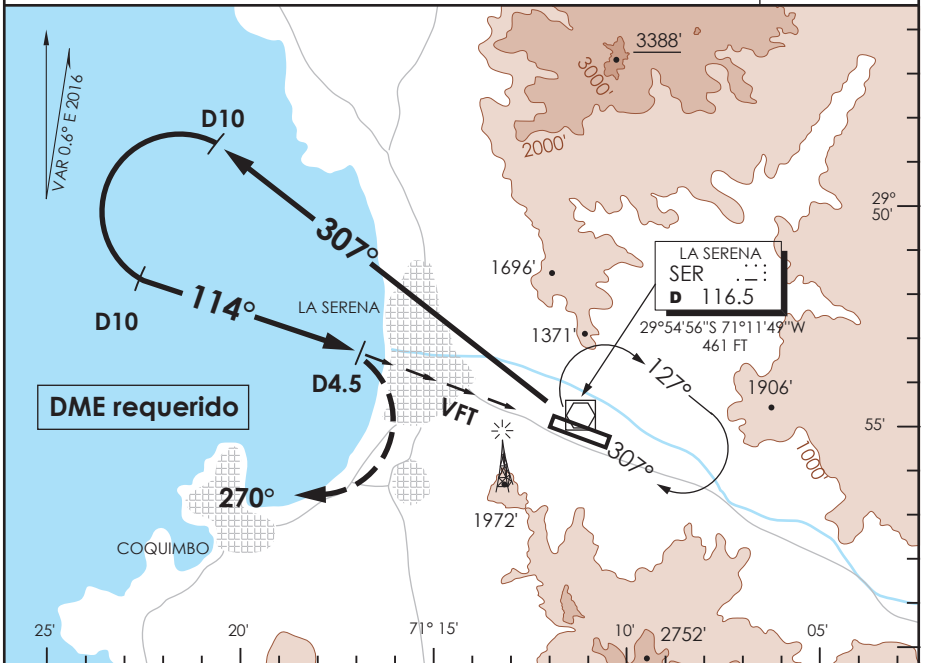 3388'
3000'
VAR 0.6° E 2016
D10
2000'
29°
50'
307°
LA SERENA
SER
D 116.5
1696'
114°
LA SERENA
D10
29°54'56"S 71°11'49"W
1371'
461 FT
D4.5
127°
1906'
DME requerido
VFT
55'
307°
1000'
270°
1972'
COQUIMBO
25'
20'
71° 15'
10'
2752'
05'